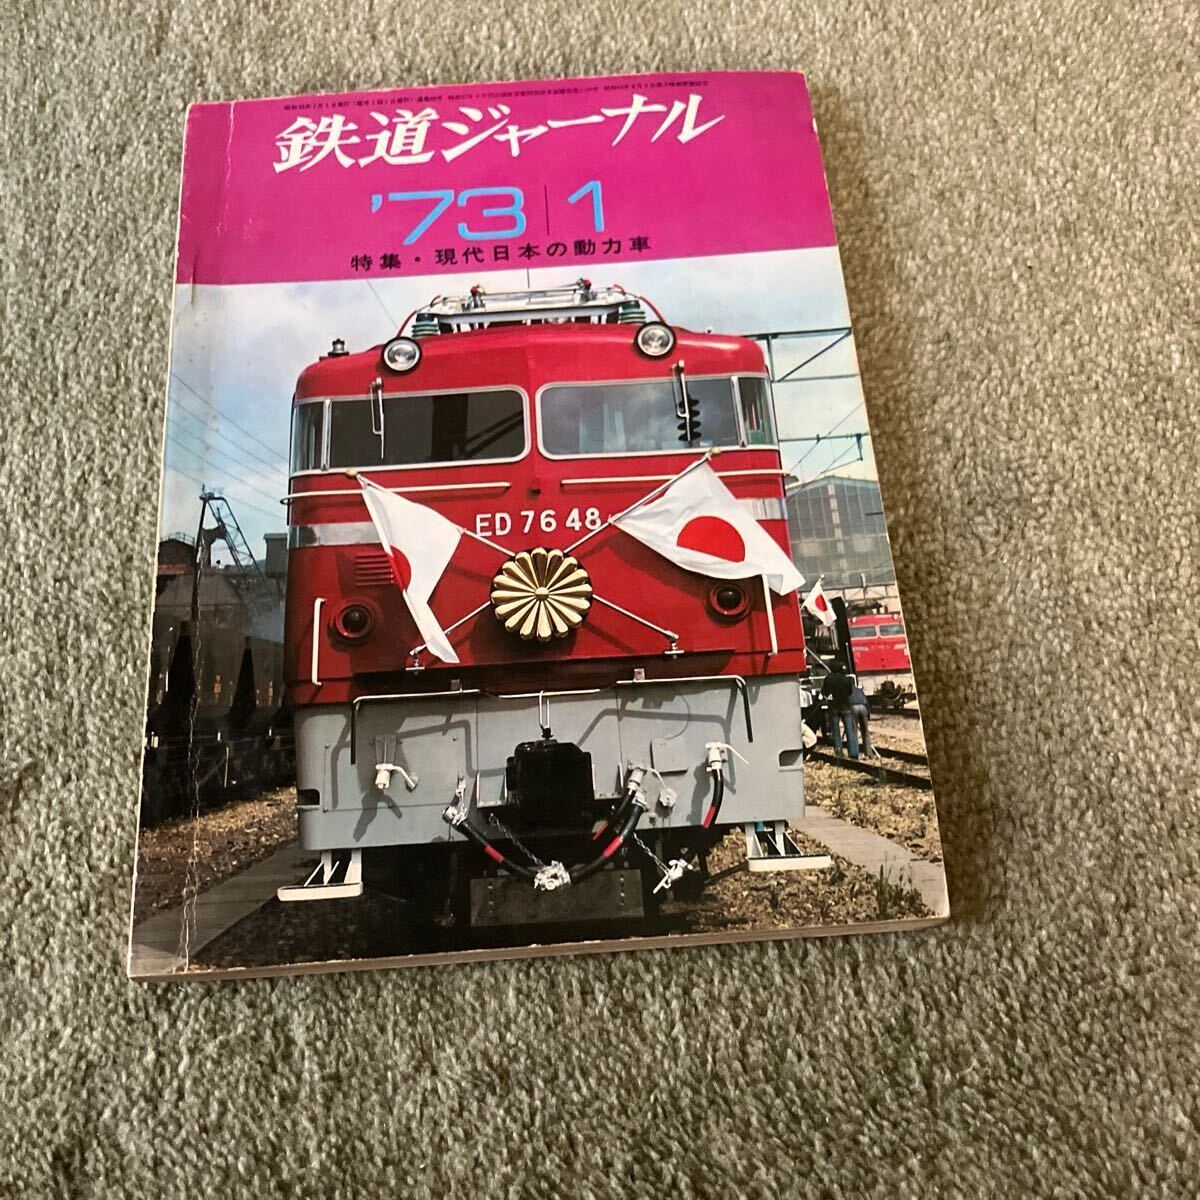 鉄道ジャーナル
'73|1
特集・現代日本の動力車
ED 76 48